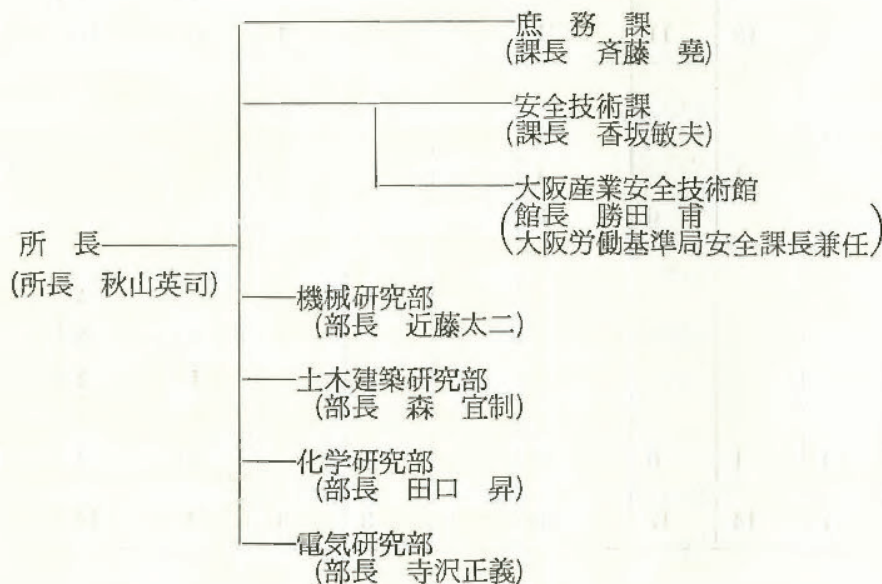 庶務課
(課長 斉藤 堯)
安全技術課
(課長 香坂敏夫)
大阪産業安全技術館
(館長 勝田 甫
大阪労働基準局安全課長兼任)
所長
(所長 秋山英司)
機械研究部
(部長 近藤太二)
土木建築研究部
(部長 森 宜制)
化学研究部
(部長 田口 昇)
電気研究部
(部長 寺沢正義)